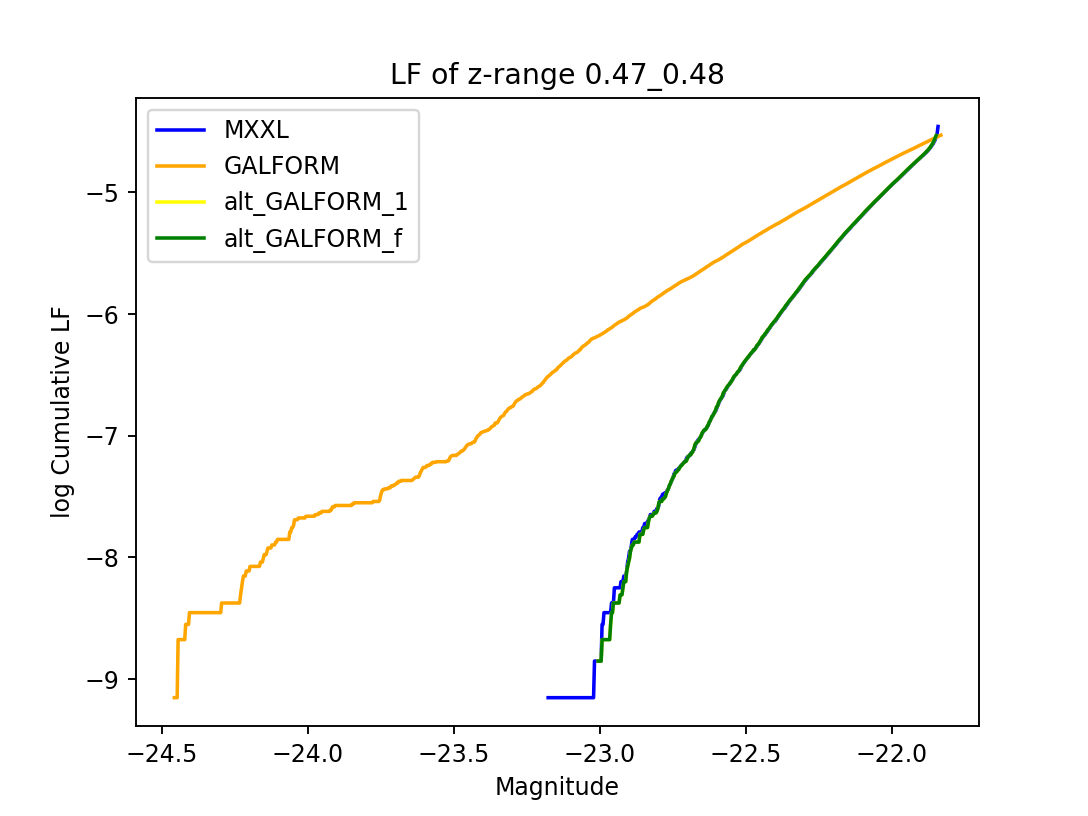 LF of z-range 0.47_0.48
MXXL
GALFORM
alt_GALFORM_1
alt_GALFORM_f
log Cumulative LF
−5
−6
−7
−8
−9
−24.5 −24.0 −23.5 −23.0 −22.5 −22.0
Magnitude